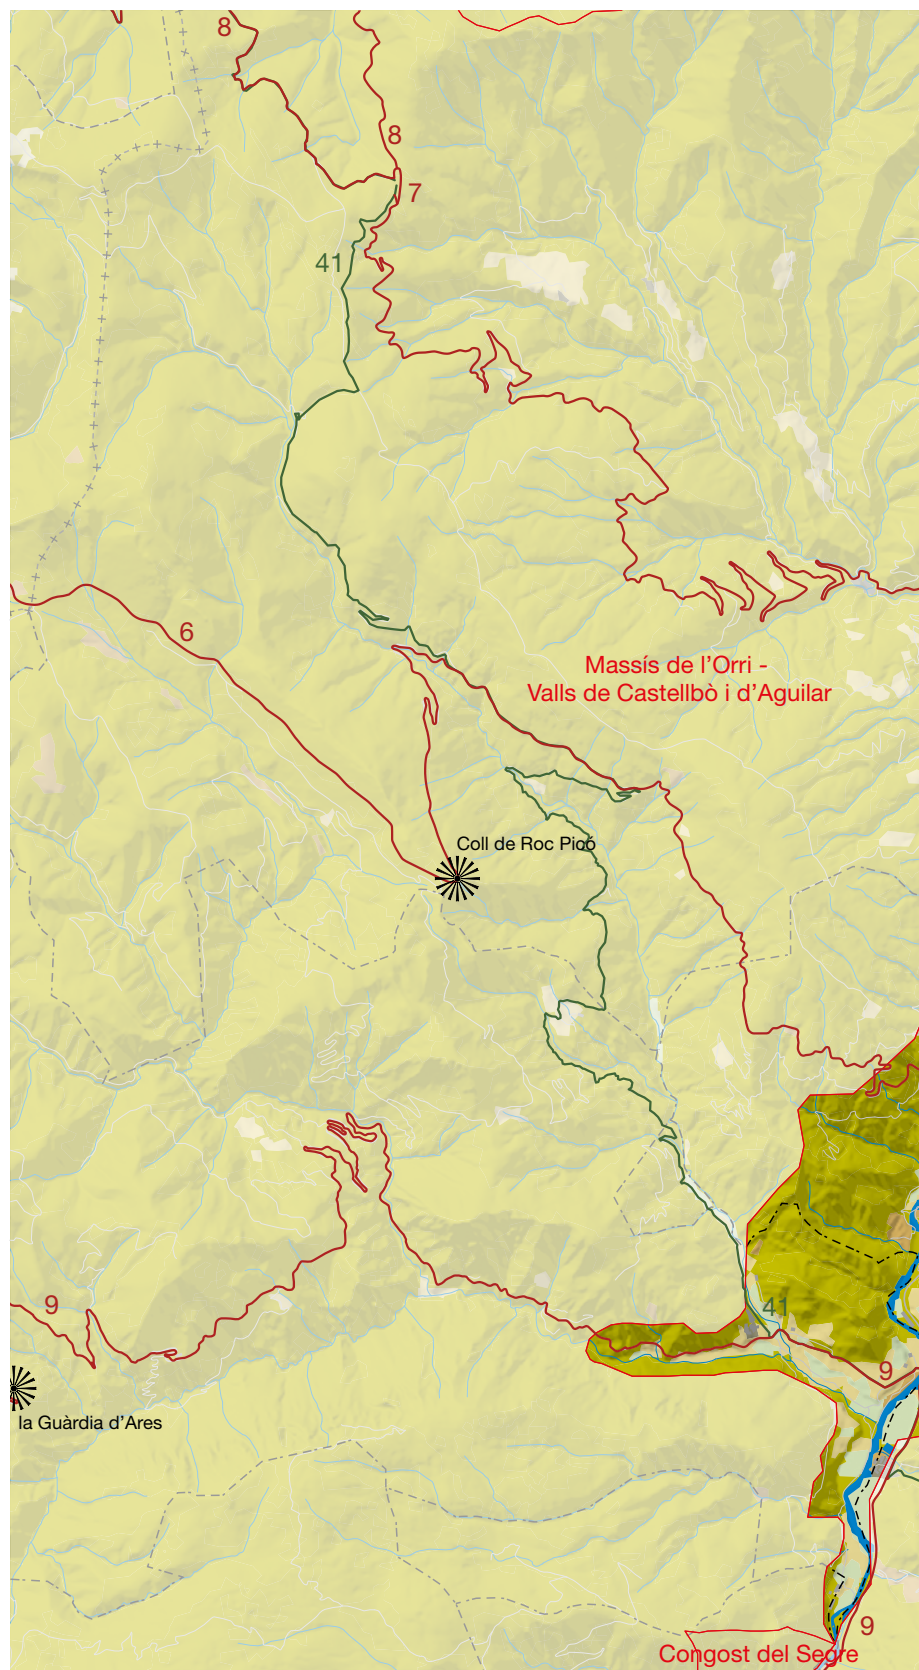 8
8
7
41
6
Massís de l'Orri -
Valls de Castellbò i d'Aguilar
Coll de Roc Picó
9
41
9
la Guàrdia d'Ares
9
Congost del Segre